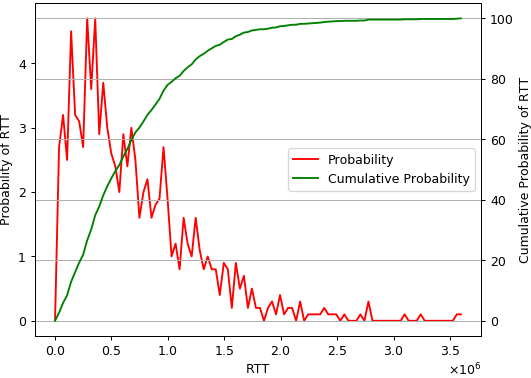 Probability of RTT
4
3
2
1
0
100
80
60
40
20
0
Cumulative Probability of RTT
Probability
Cumulative Probability
0.0 0.5 1.0 1.5 2.0 2.5 3.0 3.5
×10⁶
RTT